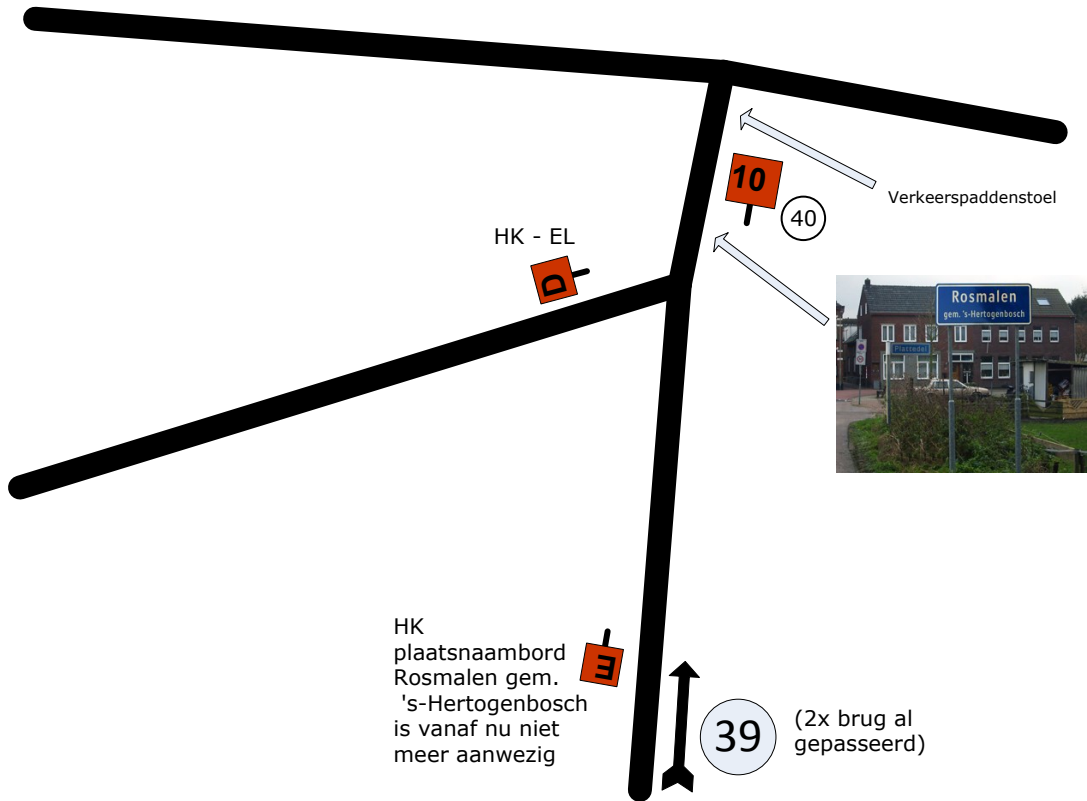 10
Verkeerspaddenstoel
40
HK - EL
D
Rosmalen
gem. 's-Hertogenbosch
Plattedel
HK
plaatsnaambord
Rosmalen gem.
's-Hertogenbosch
is vanaf nu niet
meer aanwezig
E
39
(2x brug al
gepasseerd)